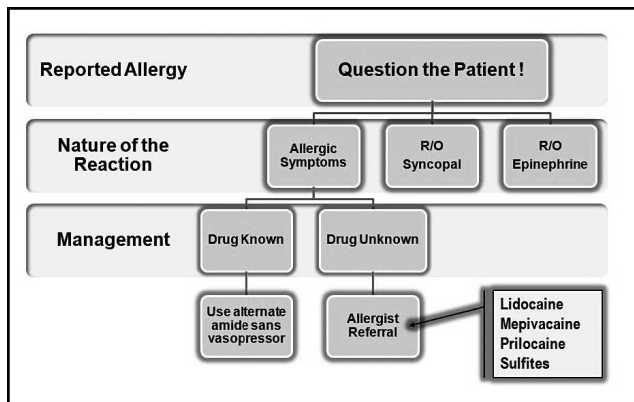 Reported Allergy
Question the Patient !
Nature of the
Reaction
Allergic
Symptoms
R/O
Syncopal
R/O
Epinephrine
Management
Drug Known
Drug Unknown
Use alternate
amide sans
vasopressor
Allergist
Referral
Lidocaine
Mepivacaine
Prilocaine
Sulfites